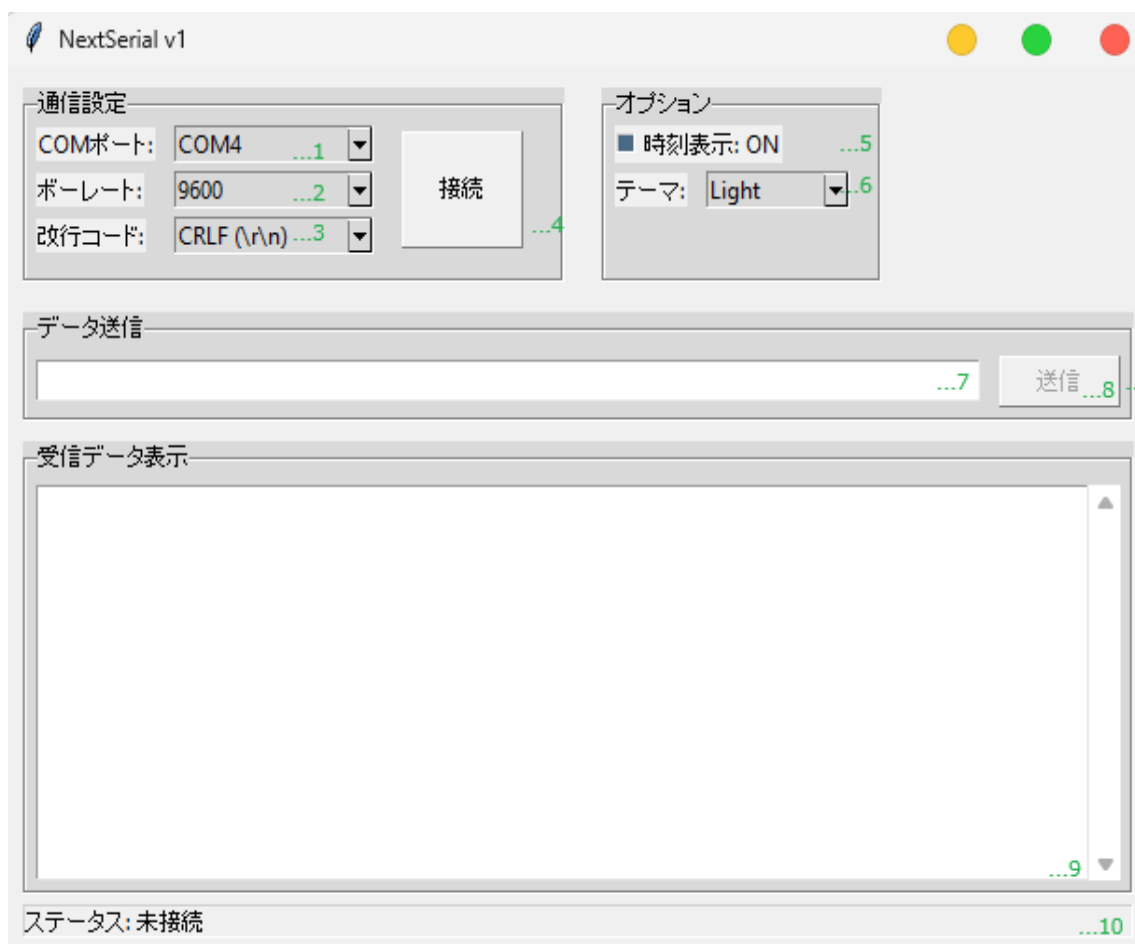 NextSerial v1
通信設定
COMポート: COM4 ...1
ボーレート: 9600 ...2
改行コード: CRLF (\r\n) ...3
接続 ...4
オプション
時刻表示: ON ...5
テーマ: Light ...6
データ送信
...7
送信 ...8
受信データ表示
...9
ステータス: 未接続 ...10